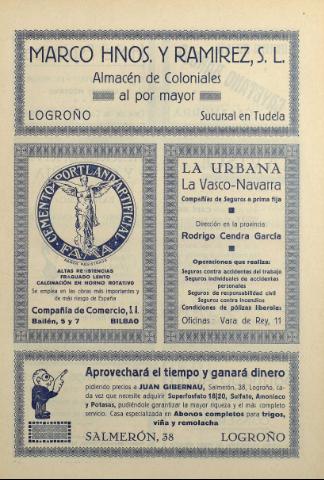 MARCO HNOS. Y RAMIREZ, S. L.
Almacén de Coloniales
al por mayor
LOGROÑO
Sucursal en Tudela
CEMENTO PORTLAND ARTIFICIAL
ALTAS RESISTENCIAS
FRAGUADO LENTO
CALCINACIÓN EN HORNO ROTATIVO
Se emplea en las obras más importantes y
de más riesgo de España
Compañía de Comercio,
Bailén, 5 y 7 BILBAO
LA URBANA
La Vasco-Navarra
Compañías de Seguros a prima fija
Dirección en la provincia:
Rodrigo Cendra García
Operaciones que realiza:
Seguros contra accidentes del trabajo
Seguros individuales de accidentes
personales
Seguros de responsabilidad civil
Seguros contra incendios
Condiciones de pólizas liberales
Oficinas: Vara de Rey, 11
Aprovechará el tiempo y ganará dinero
pidiendo precios a JUAN GIBERNAU, Salmerón, 38, Logroño, ca-
da vez que necesite adquirir Superfosfato 18|20, Sulfato, Amoníaco
y Potasas, pudiéndole garantizar la mayor riqueza y el más completo
servicio. Casa especializada en Abonos completos para trigos,
viña y remolacha
SALMERÓN, 38 LOGROÑO